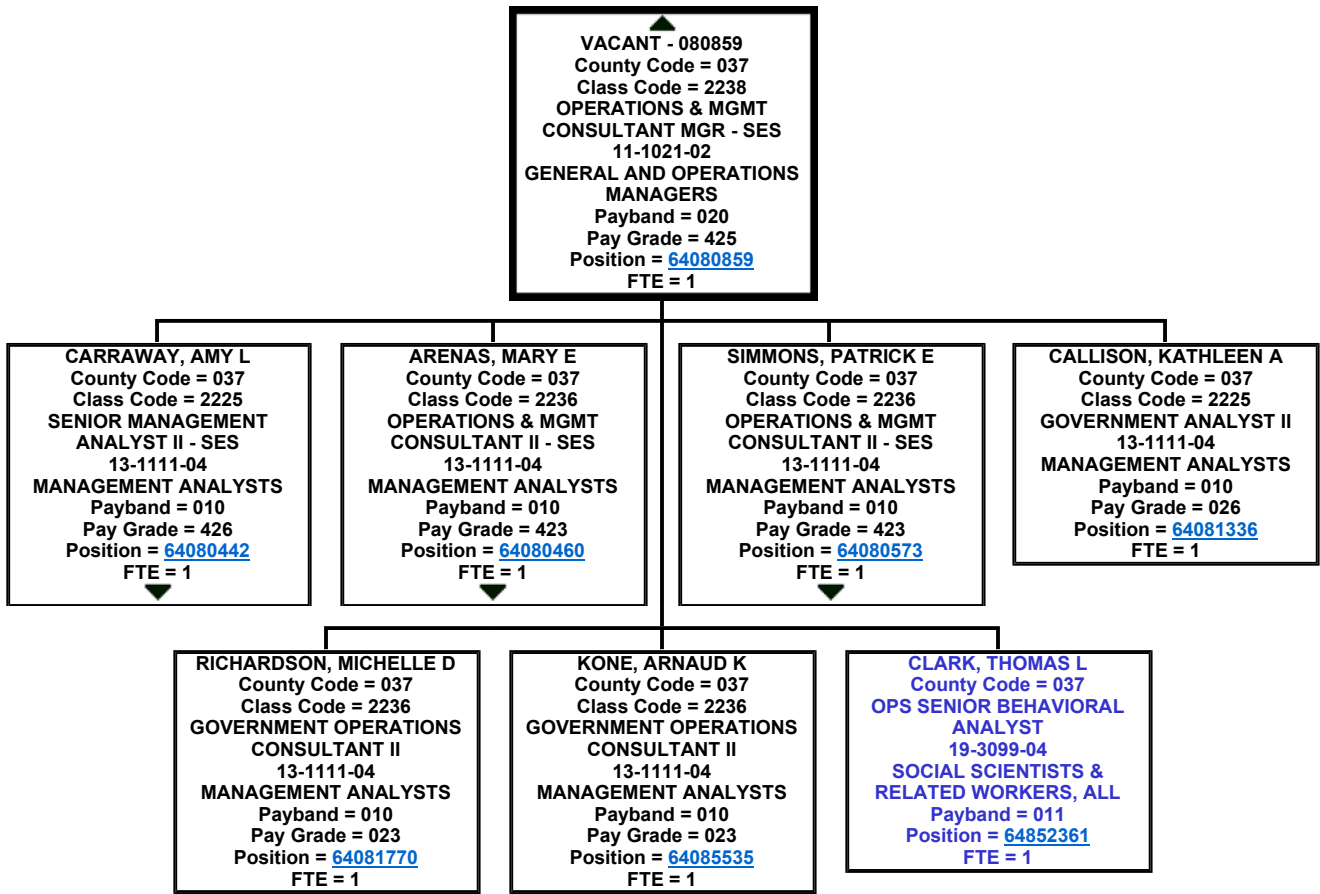 VACANT - 080859
County Code = 037
Class Code = 2238
OPERATIONS & MGMT
CONSULTANT MGR - SES
11-1021-02
GENERAL AND OPERATIONS
MANAGERS
Payband = 020
Pay Grade = 425
Position = 64080859
FTE = 1
CARRAWAY, AMY L
County Code = 037
Class Code = 2225
SENIOR MANAGEMENT
ANALYST II - SES
13-1111-04
MANAGEMENT ANALYSTS
Payband = 010
Pay Grade = 426
Position = 64080442
FTE = 1
ARENAS, MARY E
County Code = 037
Class Code = 2236
OPERATIONS & MGMT
CONSULTANT II - SES
13-1111-04
MANAGEMENT ANALYSTS
Payband = 010
Pay Grade = 423
Position = 64080460
FTE = 1
SIMMONS, PATRICK E
County Code = 037
Class Code = 2236
OPERATIONS & MGMT
CONSULTANT II - SES
13-1111-04
MANAGEMENT ANALYSTS
Payband = 010
Pay Grade = 423
Position = 64080573
FTE = 1
CALLISON, KATHLEEN A
County Code = 037
Class Code = 2225
GOVERNMENT ANALYST II
13-1111-04
MANAGEMENT ANALYSTS
Payband = 010
Pay Grade = 026
Position = 64081336
FTE = 1
RICHARDSON, MICHELLE D
County Code = 037
Class Code = 2236
GOVERNMENT OPERATIONS
CONSULTANT II
13-1111-04
MANAGEMENT ANALYSTS
Payband = 010
Pay Grade = 023
Position = 64081770
FTE = 1
KONE, ARNAUD K
County Code = 037
Class Code = 2236
GOVERNMENT OPERATIONS
CONSULTANT II
13-1111-04
MANAGEMENT ANALYSTS
Payband = 010
Pay Grade = 023
Position = 64085535
FTE = 1
CLARK, THOMAS L
County Code = 037
OPS SENIOR BEHAVIORAL
ANALYST
19-3099-04
SOCIAL SCIENTISTS &
RELATED WORKERS, ALL
Payband = 011
Position = 64852361
FTE = 1